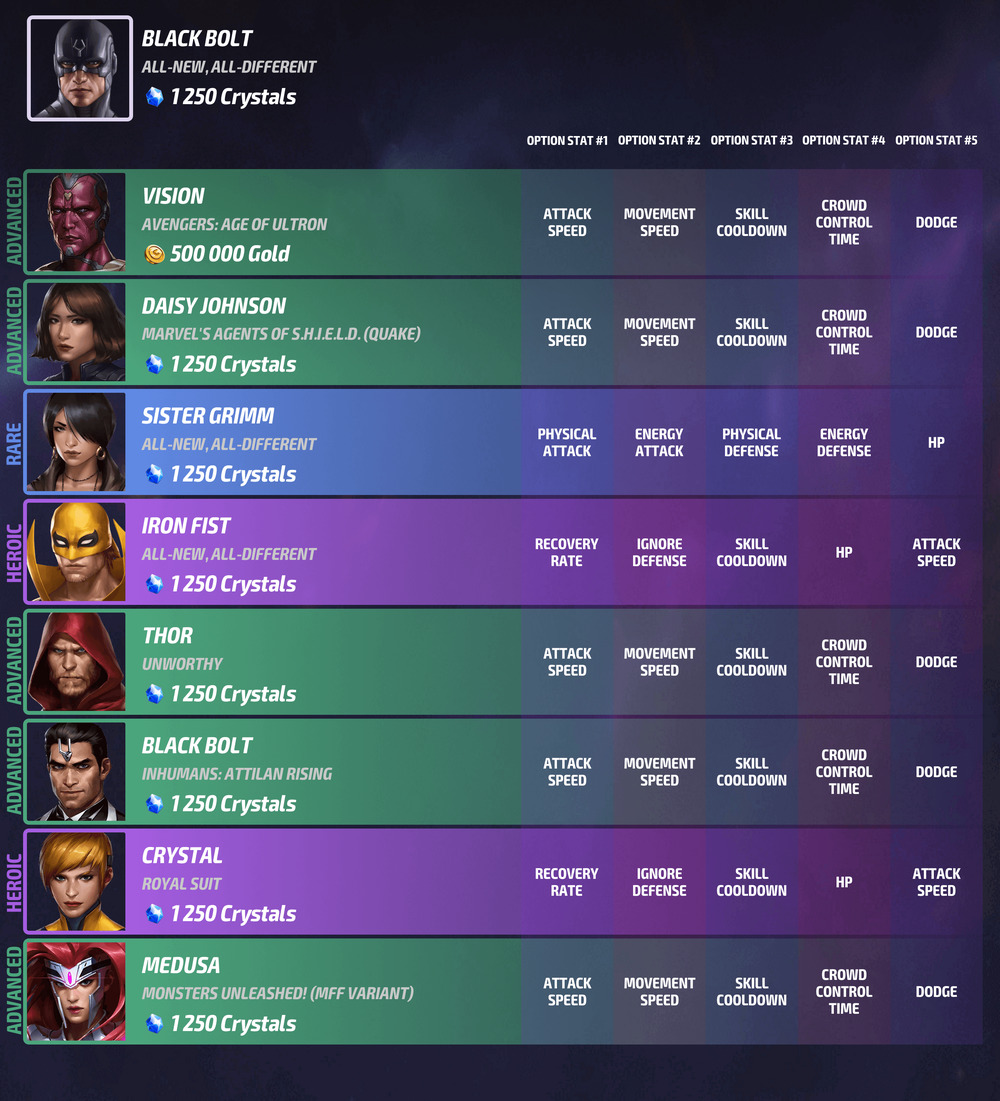 BLACK BOLT
ALL-NEW, ALL-DIFFERENT
1 250 Crystals
OPTION STAT #1 OPTION STAT #2 OPTION STAT #3 OPTION STAT #4 OPTION STAT #5
ADVANCED
VISION
AVENGERS: AGE OF ULTRON
500 000 Gold
ATTACK
SPEED
MOVEMENT
SPEED
SKILL
COOLDOWN
CROWD
CONTROL
TIME
DODGE
ADVANCED
DAISY JOHNSON
MARVEL'S AGENTS OF S.H.I.E.L.D. (QUAKE)
1 250 Crystals
ATTACK
SPEED
MOVEMENT
SPEED
SKILL
COOLDOWN
CROWD
CONTROL
TIME
DODGE
RARE
SISTER GRIMM
ALL-NEW, ALL-DIFFERENT
1 250 Crystals
PHYSICAL
ATTACK
ENERGY
ATTACK
PHYSICAL
DEFENSE
ENERGY
DEFENSE
HP
HEROIC
IRON FIST
ALL-NEW, ALL-DIFFERENT
1 250 Crystals
RECOVERY
RATE
IGNORE
DEFENSE
SKILL
COOLDOWN
HP
ATTACK
SPEED
ADVANCED
THOR
UNWORTHY
1 250 Crystals
ATTACK
SPEED
MOVEMENT
SPEED
SKILL
COOLDOWN
CROWD
CONTROL
TIME
DODGE
ADVANCED
BLACK BOLT
INHUMANS: ATTILAN RISING
1 250 Crystals
ATTACK
SPEED
MOVEMENT
SPEED
SKILL
COOLDOWN
CROWD
CONTROL
TIME
DODGE
HEROIC
CRYSTAL
ROYAL SUIT
1 250 Crystals
RECOVERY
RATE
IGNORE
DEFENSE
SKILL
COOLDOWN
HP
ATTACK
SPEED
ADVANCED
MEDUSA
MONSTERS UNLEASHED! (MFF VARIANT)
1 250 Crystals
ATTACK
SPEED
MOVEMENT
SPEED
SKILL
COOLDOWN
CROWD
CONTROL
TIME
DODGE